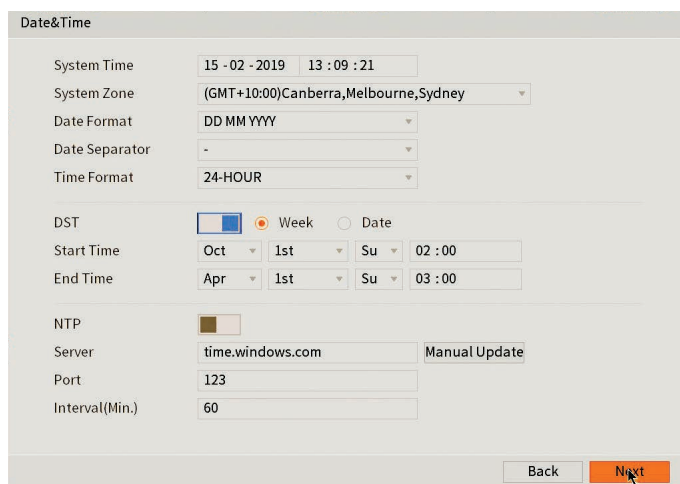 Date&Time
System Time 15 - 02 - 2019 13 : 09 : 21
System Zone (GMT+10:00)Canberra,Melbourne,Sydney
Date Format DD MM YYYY
Date Separator -
Time Format 24-HOUR
DST Week Date
Start Time Oct 1st Su 02 : 00
End Time Apr 1st Su 03 : 00
NTP
Server time.windows.com Manual Update
Port 123
Interval(Min.) 60
Back Next